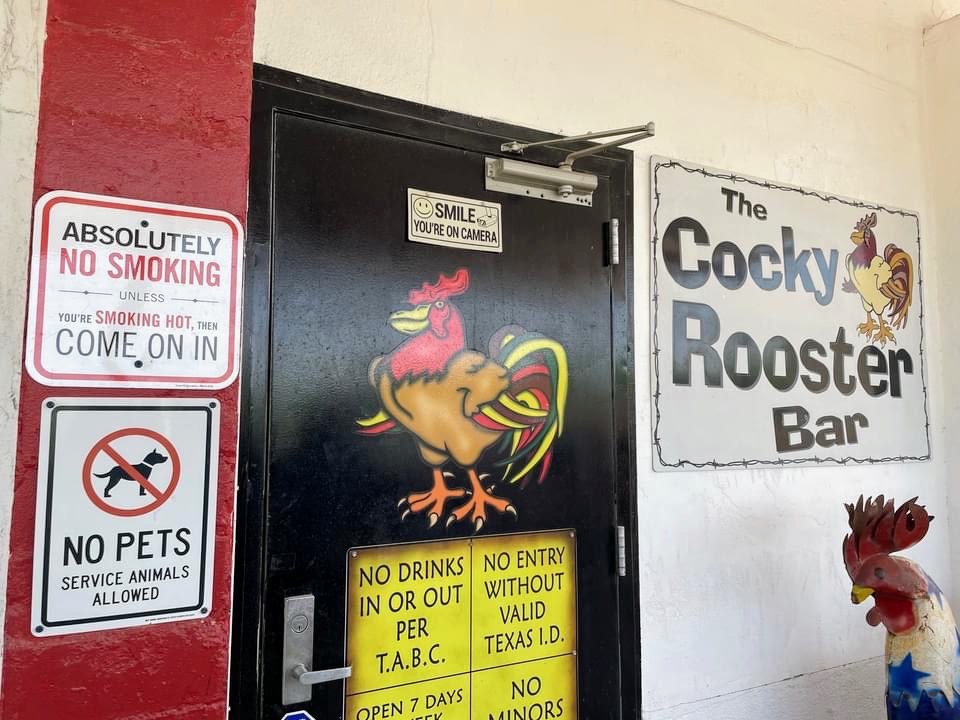 ABSOLUTELY
NO SMOKING
UNLESS
YOU'RE SMOKING HOT, THEN
COME ON IN
NO PETS
SERVICE ANIMALS
ALLOWED
SMILE
YOU'RE ON CAMERA
NO DRINKS
IN OR OUT
PER
T.A.B.C.
NO ENTRY
WITHOUT
VALID
TEXAS I.D.
OPEN 7 DAYS
NO
MINORS
The
Cocky
Rooster
Bar